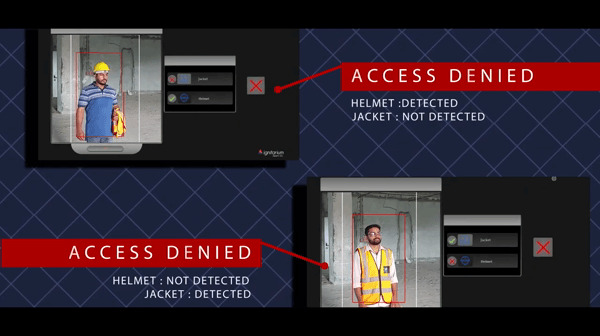 Jacket
Helmet
ignitarium
ACCESS DENIED
HELMET :DETECTED
JACKET : NOT DETECTED
ACCESS DENIED
HELMET : NOT DETECTED
JACKET : DETECTED
Jacket
Helmet